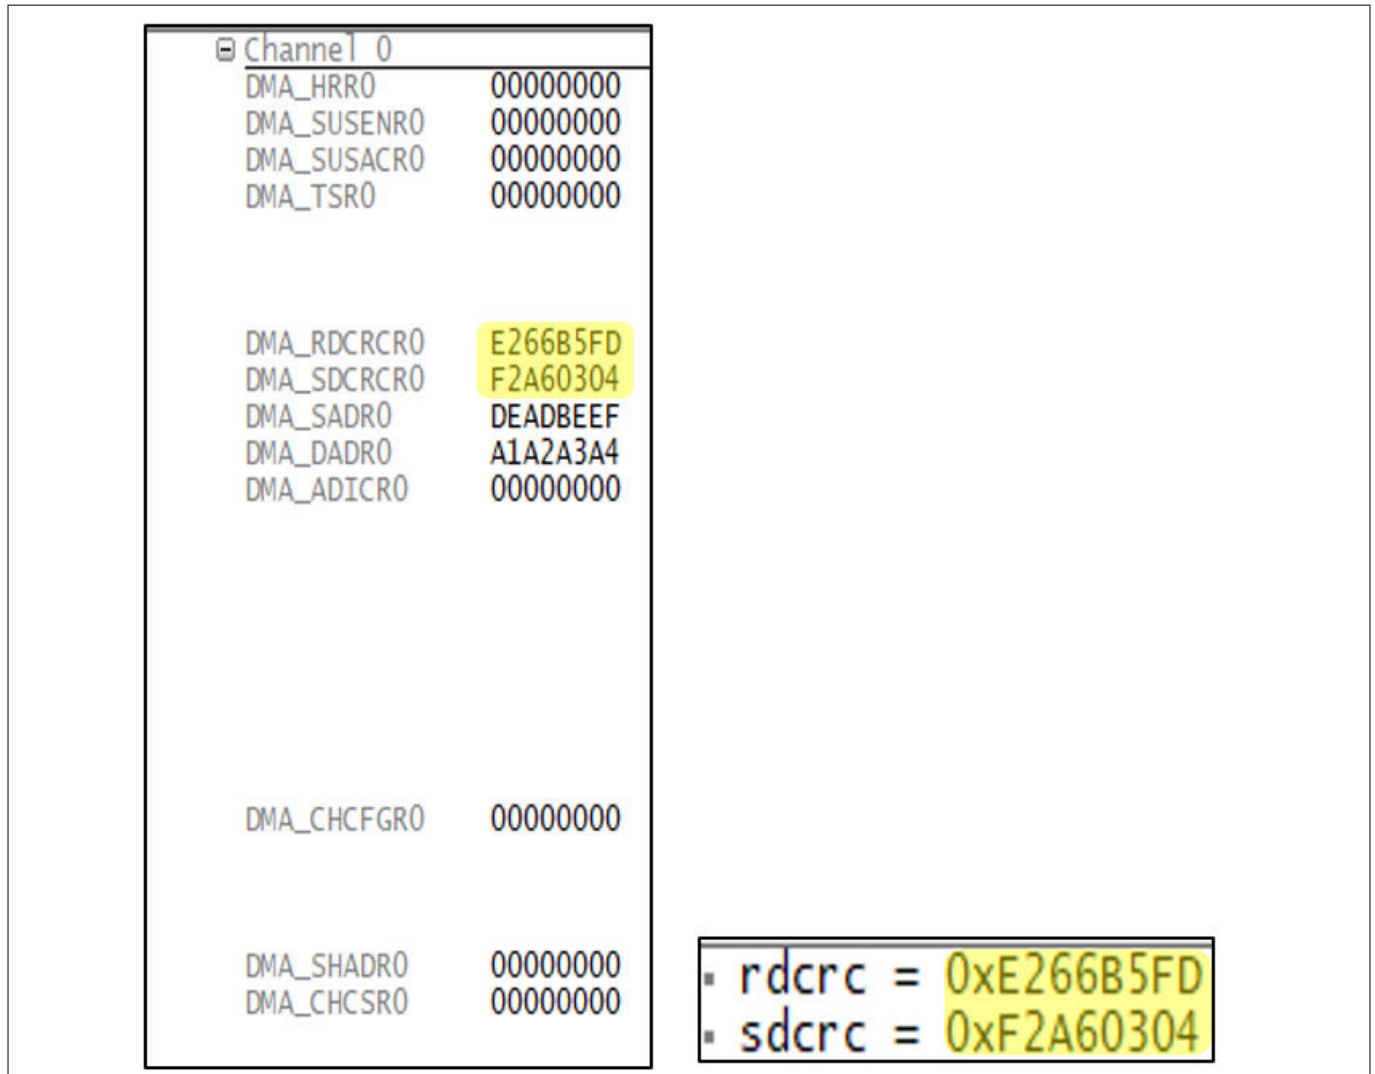 Channel 0
DMA_HRR0 00000000
DMA_SUSENR0 00000000
DMA_SUSACR0 00000000
DMA_TSR0 00000000
DMA_RDCRCR0 E266B5FD
DMA_SDCRCR0 F2A60304
DMA_SADR0 DEADBEEF
DMA_DADR0 A1A2A3A4
DMA_ADICR0 00000000
DMA_CHCFGR0 00000000
DMA_SHADR0 00000000
DMA_CHCSR0 00000000
rdcrc = 0xE266B5FD
sdcrc = 0xF2A60304